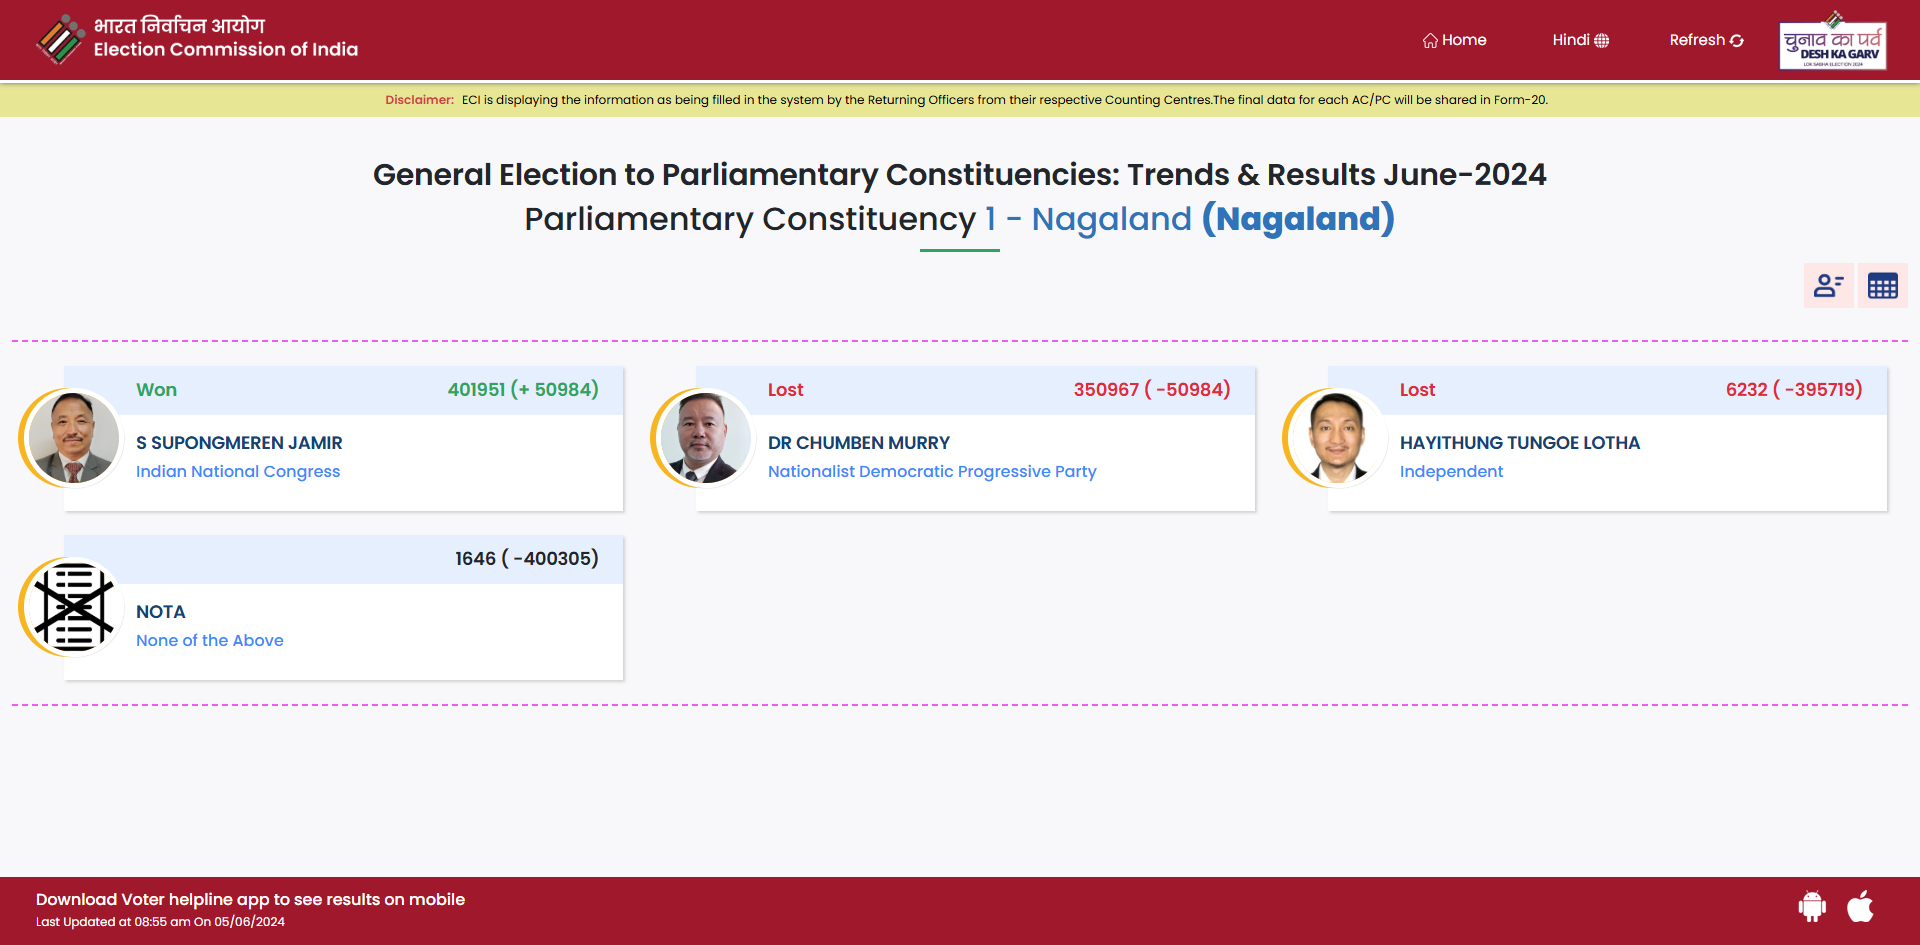 भारत निर्वाचन आयोग
Election Commission of India
Home
Hindi
Refresh
चुनाव का पर्व
DESH KA GARV
LOK SABHA ELECTION 2024
Disclaimer: ECI is displaying the information as being filled in the system by the Returning Officers from their respective Counting Centres.The final data for each AC/PC will be shared in Form-20.
General Election to Parliamentary Constituencies: Trends & Results June-2024
Parliamentary Constituency 1 - Nagaland (Nagaland)
Won 401951 (+ 50984)
S SUPONGMEREN JAMIR
Indian National Congress
Lost 350967 ( -50984)
DR CHUMBEN MURRY
Nationalist Democratic Progressive Party
Lost 6232 ( -395719)
HAYITHUNG TUNGOE LOTHA
Independent
1646 ( -400305)
NOTA
None of the Above
Download Voter helpline app to see results on mobile
Last Updated at 08:55 am On 05/06/2024